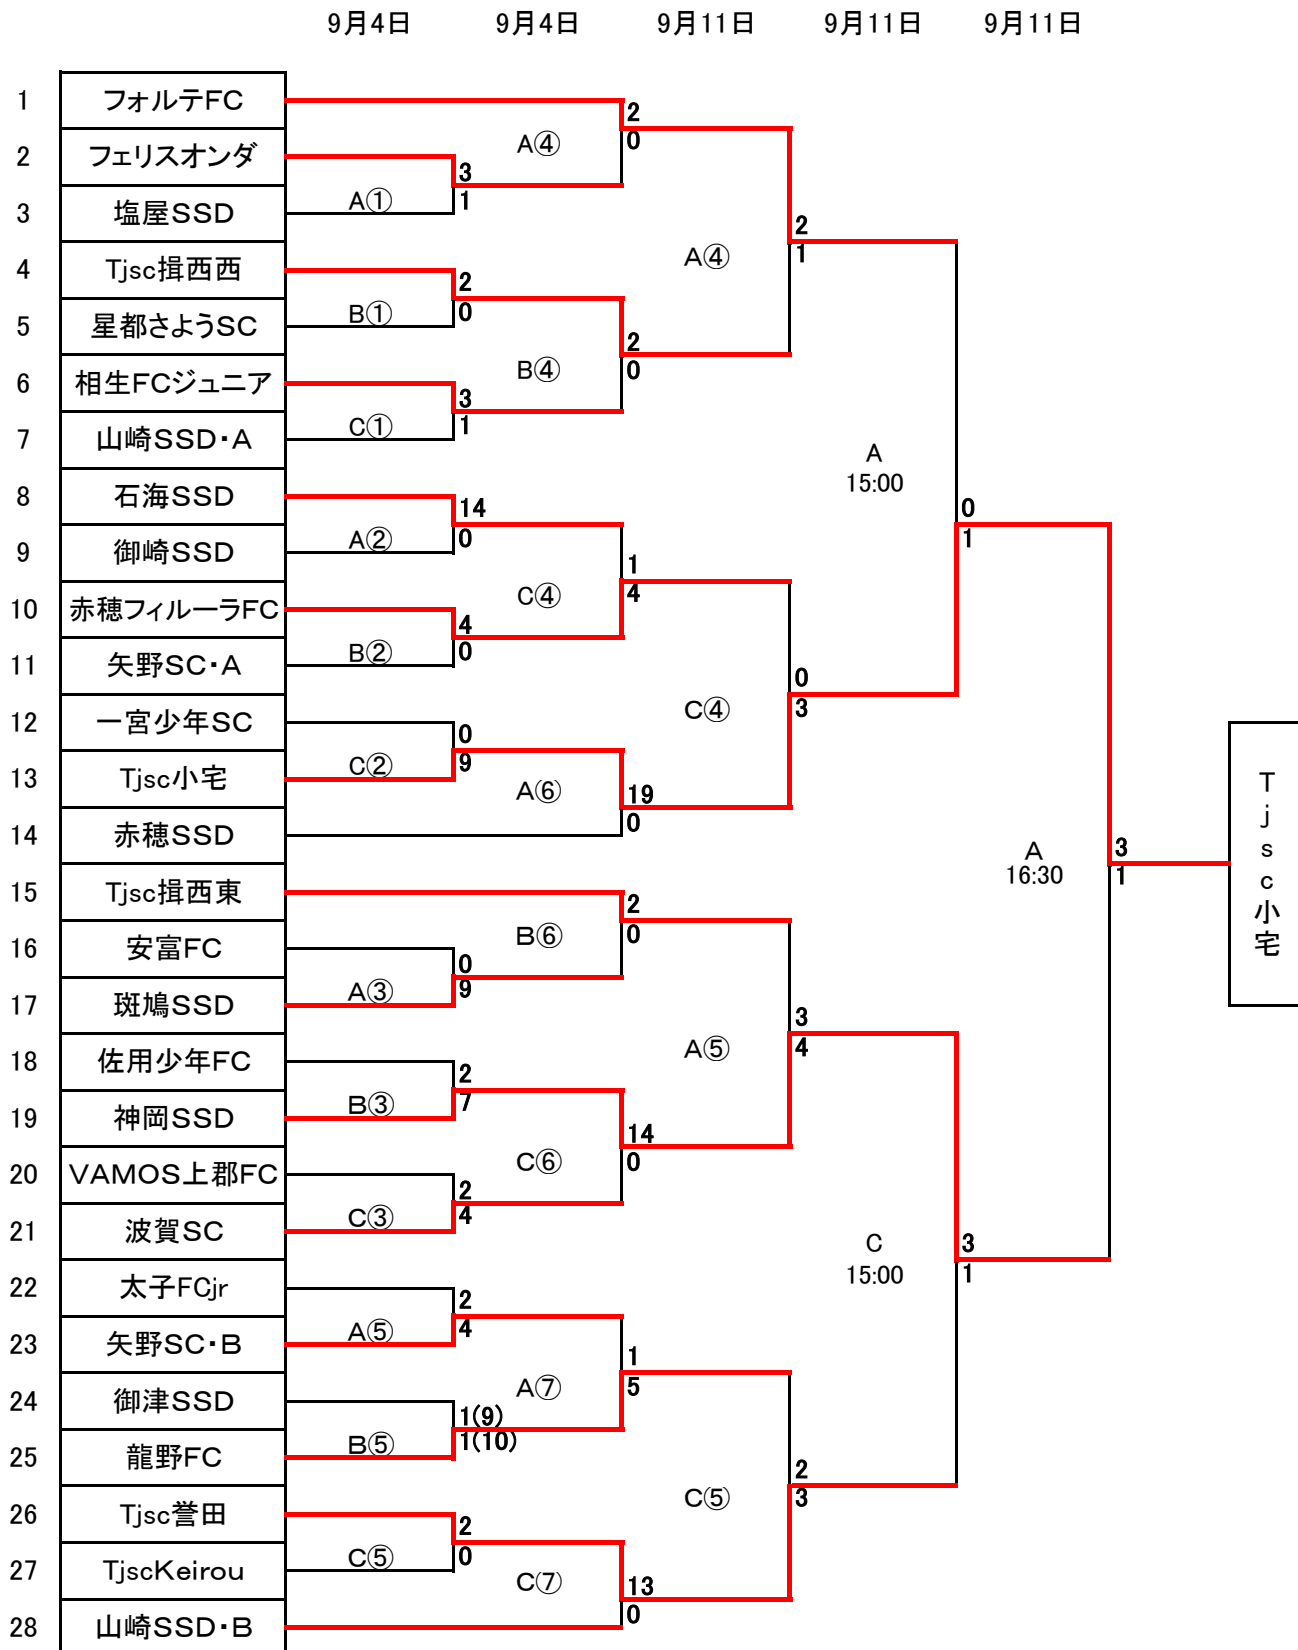 9月4日 9月4日 9月11日 9月11日 9月11日
1 フォルテFC
2
0
A④
2 フェリスオンダ
3
1
A①
3 塩屋SSD
2
1
A④
4 Tjsc揖西西
2
0
B①
5 星都さようSC
2
0
B④
6 相生FCジュニア
3
1
C①
7 山崎SSD・A
A
15:00
8 石海SSD
14
0
A②
9 御崎SSD
0
1
1
4
C④
10 赤穂フィルーラFC
4
0
B②
11 矢野SC・A
0
3
C④
12 一宮少年SC
0
9
C②
13 Tjsc小宅
A⑥
19
0
14 赤穂SSD
A
16:30
3
1
Tjsc小宅
15 Tjsc揖西東
2
0
B⑥
16 安富FC
0
9
A③
17 斑鳩SSD
3
4
A⑤
18 佐用少年FC
2
7
B③
19 神岡SSD
14
0
C⑥
20 VAMOS上郡FC
2
4
C③
21 波賀SC
C
15:00
3
1
22 太子FCjr
2
4
A⑤
23 矢野SC・B
1
5
A⑦
24 御津SSD
1(9)
1(10)
B⑤
25 龍野FC
2
3
C⑤
26 Tjsc誉田
2
0
C⑤
27 TjscKeirou
C⑦
13
0
28 山崎SSD・B